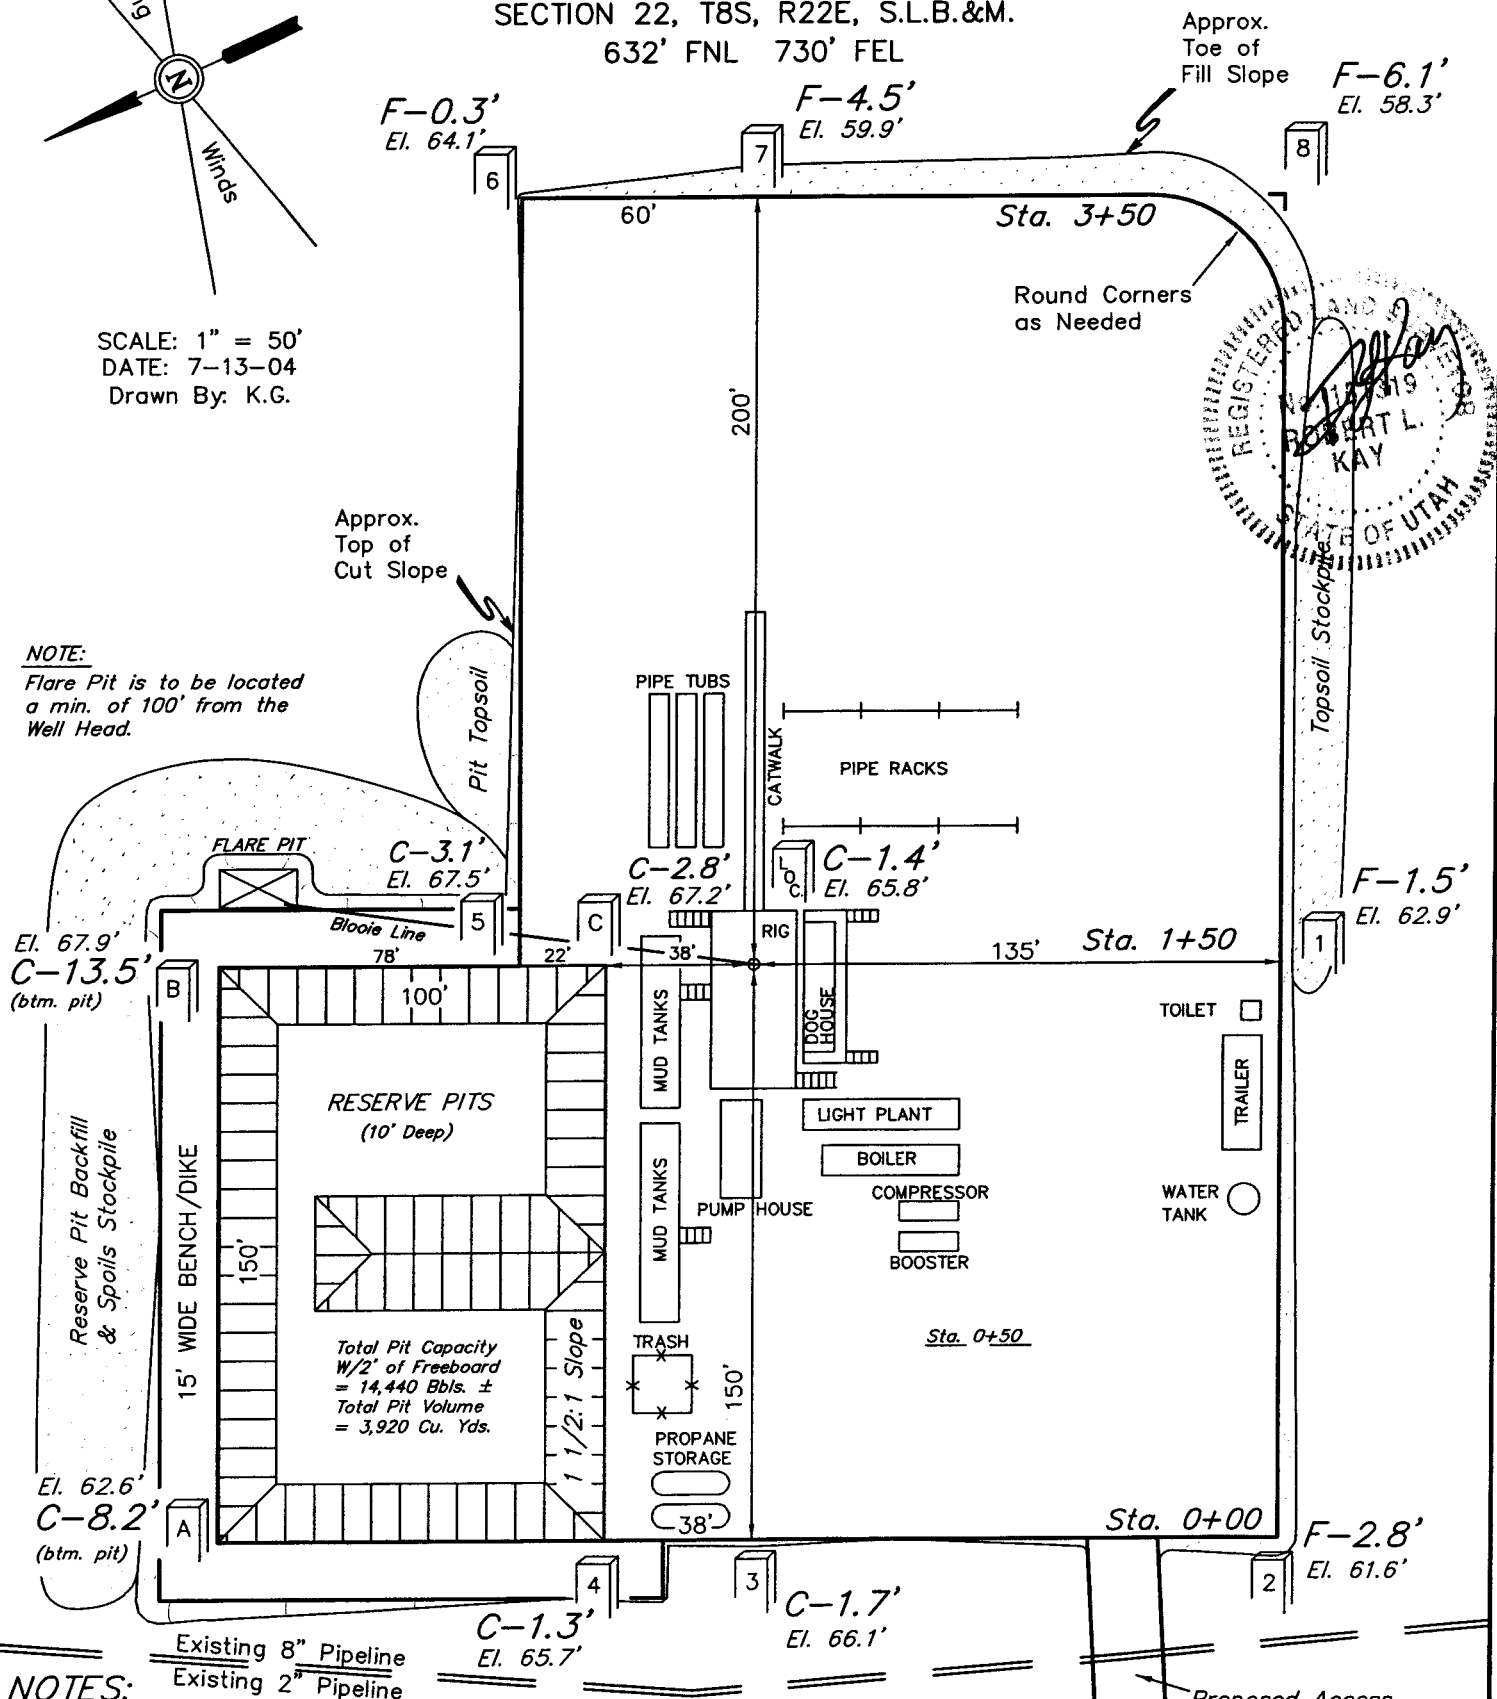 SECTION 22, T8S, R22E, S.L.B.&M.
632' FNL 730' FEL
N
Winds
SCALE: 1" = 50'
DATE: 7-13-04
Drawn By: K.G.
F-0.3'
El. 64.1'
6
F-4.5'
El. 59.9'
7
Approx.
Toe of
Fill Slope
F-6.1'
El. 58.3'
8
60'
Sta. 3+50
Round Corners
as Needed
REGISTERED LAND SURVEYOR
ROBERT L.
KAY
STATE OF UTAH
200'
Approx.
Top of
Cut Slope
Topsoil Stockpile
NOTE:
Flare Pit is to be located
a min. of 100' from the
Well Head.
Pit Topsoil
PIPE TUBS
CATWALK
PIPE RACKS
FLARE PIT
C-3.1'
El. 67.5'
5
C-2.8'
El. 67.2'
C
LOC.
C-1.4'
El. 65.8'
F-1.5'
El. 62.9'
1
Blooie Line
El. 67.9'
C-13.5'
(btm. pit)
B
78'
22'
38'
RIG
135'
Sta. 1+50
100'
MUD TANKS
DOG
HOUSE
TOILET
TRAILER
RESERVE PITS
(10' Deep)
LIGHT PLANT
BOILER
COMPRESSOR
PUMP HOUSE
BOOSTER
WATER
TANK
MUD TANKS
Reserve Pit Backfill
& Spoils Stockpile
15' WIDE BENCH/DIKE
150'
Total Pit Capacity
W/2' of Freeboard
= 14,440 Bbls. ±
Total Pit Volume
= 3,920 Cu. Yds.
1 1/2:1 Slope
TRASH
150'
Sta. 0+50
PROPANE
STORAGE
38'
Sta. 0+00
El. 62.6'
C-8.2'
(btm. pit)
A
4
C-1.3'
El. 65.7'
3
C-1.7'
El. 66.1'
2
F-2.8'
El. 61.6'
Existing 8" Pipeline
Existing 2" Pipeline
NOTES:
Proposed Access